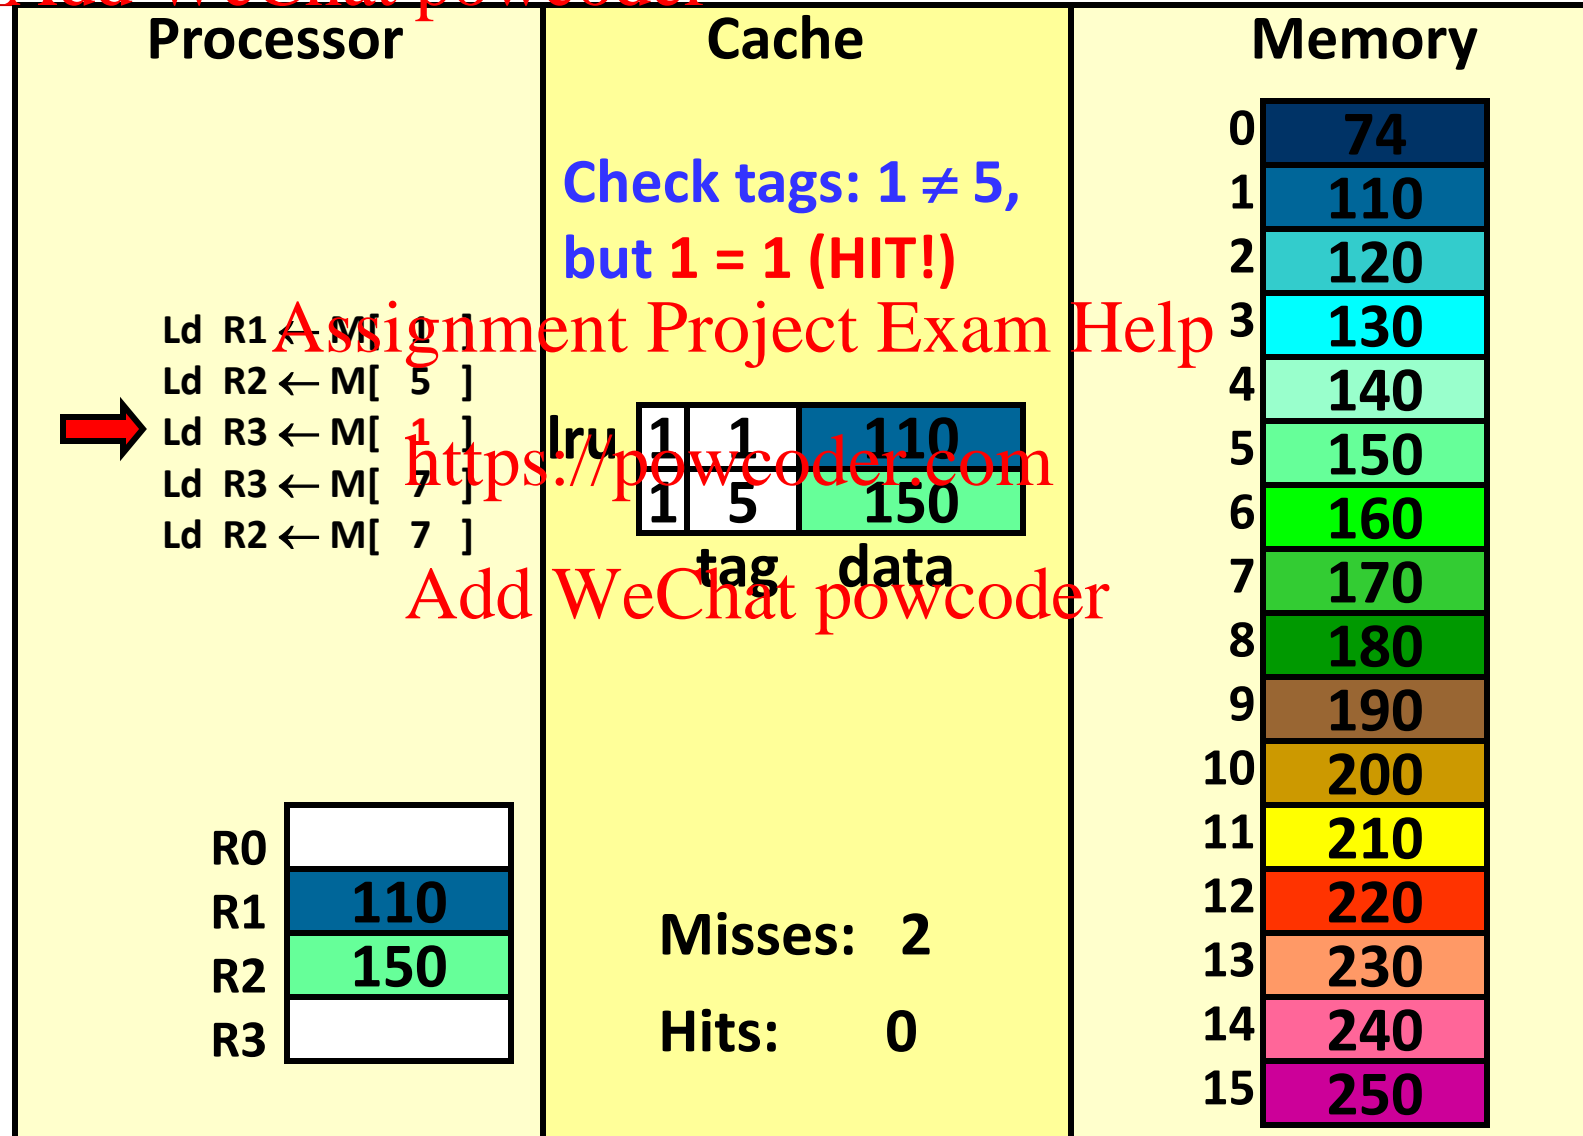 Add WeChat powcoder
Processor
Cache
Memory
Check tags: 1 ≠ 5,
but 1 = 1 (HIT!)
Assignment Project Exam Help
https://powcoder.com
Add WeChat powcoder
Ld R1 ← M[ 1 ]
Ld R2 ← M[ 5 ]
Ld R3 ← M[ 1 ]
Ld R3 ← M[ 7 ]
Ld R2 ← M[ 7 ]
lru 1 1 110
1 5 150
tag data
R0
R1 110
R2 150
R3
Misses: 2
Hits: 0
0 74
1 110
2 120
3 130
4 140
5 150
6 160
7 170
8 180
9 190
10 200
11 210
12 220
13 230
14 240
15 250